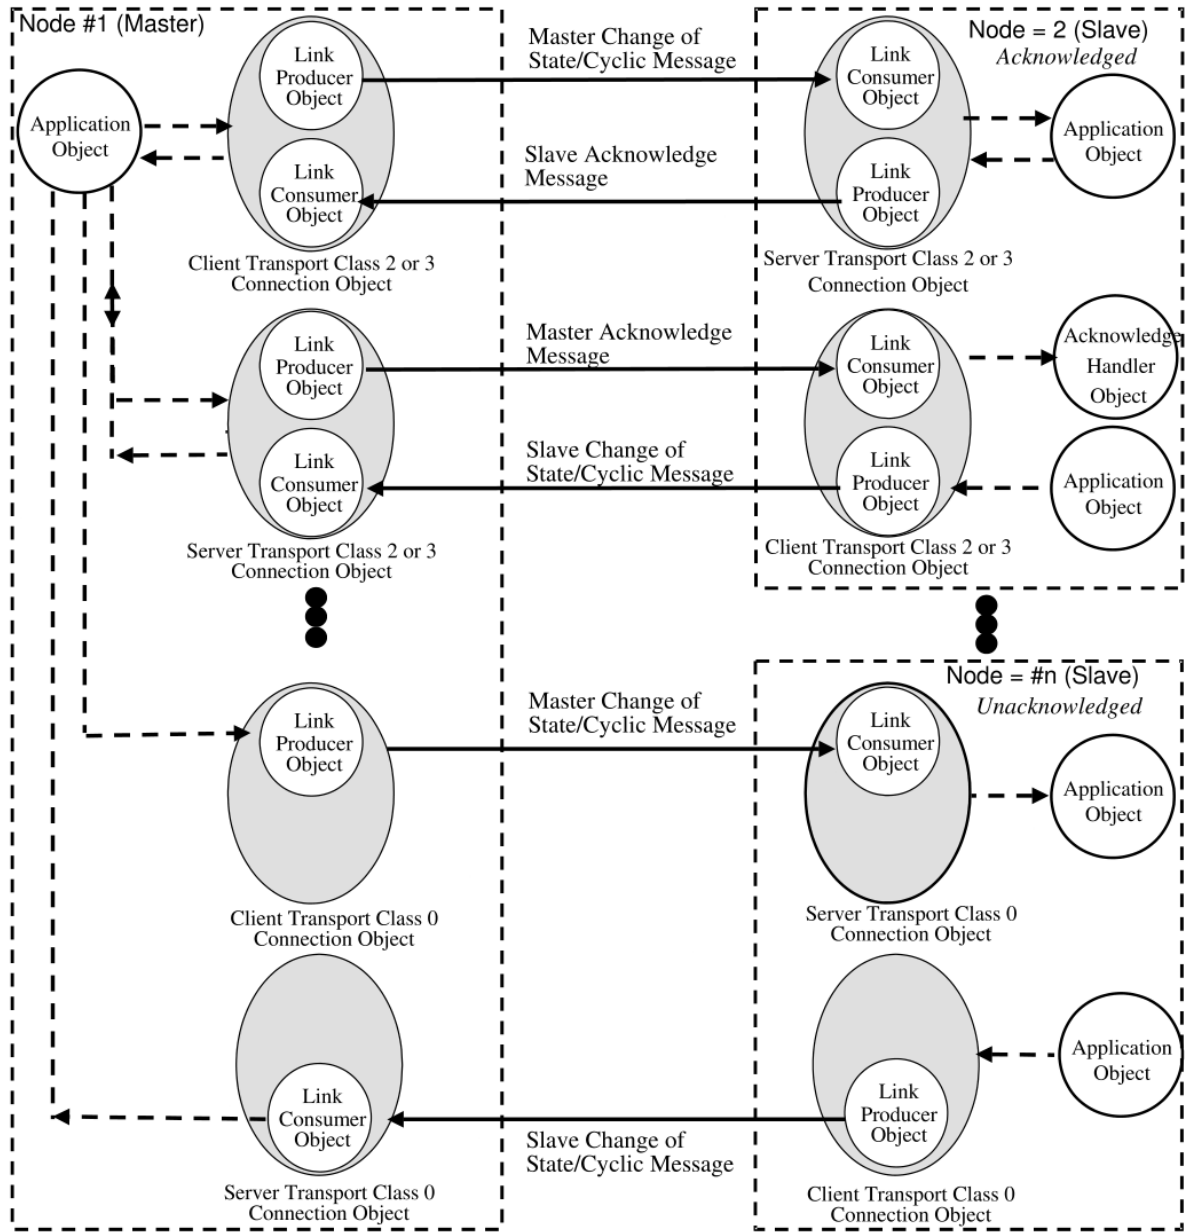 Node #1 (Master)
Application
Object
Link
Producer
Object
Link
Consumer
Object
Client Transport Class 2 or 3
Connection Object
Master Change of
State/Cyclic Message
Slave Acknowledge
Message
Node = 2 (Slave)
Acknowledged
Link
Consumer
Object
Link
Producer
Object
Application
Object
Server Transport Class 2 or 3
Connection Object
Link
Producer
Object
Link
Consumer
Object
Server Transport Class 2 or 3
Connection Object
Master Acknowledge
Message
Slave Change of
State/Cyclic Message
Link
Consumer
Object
Link
Producer
Object
Acknowledge
Handler
Object
Application
Object
Client Transport Class 2 or 3
Connection Object
Link
Producer
Object
Client Transport Class 0
Connection Object
Master Change of
State/Cyclic Message
Node = #n (Slave)
Unacknowledged
Link
Consumer
Object
Application
Object
Server Transport Class 0
Connection Object
Link
Consumer
Object
Server Transport Class 0
Connection Object
Slave Change of
State/Cyclic Message
Link
Producer
Object
Application
Object
Client Transport Class 0
Connection Object